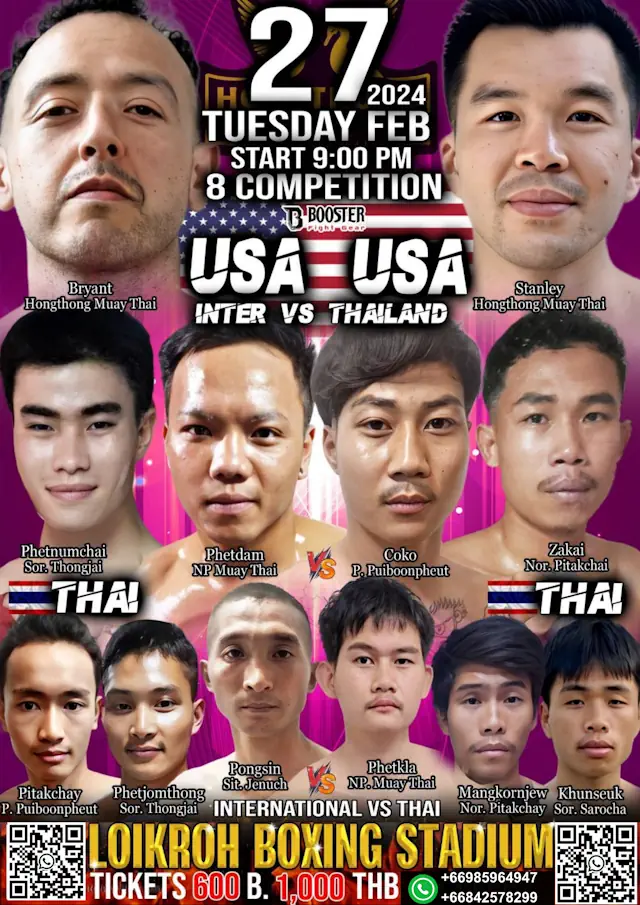 27
2024
TUESDAY FEB
START 9:00 PM
8 COMPETITION
B BOOSTER
Fight Gear
USA USA
INTER VS THAILAND
Bryant
Hongthong Muay Thai
Stanley
Hongthong Muay Thai
Phetnumchai
Sor. Thongjai
Phetdam
NP Muay Thai
VS
Coko
P. Puiboonpheut
Zakai
Nor. Pitakchai
THAI
THAI
Pitakchay
P. Puiboonpheut
Phetjomthong
Sor. Thongjai
Pongsin
Sit. Jenuch
VS
Phetkla
NP. Muay Thai
Mangkornjew
Nor. Pitakchay
Khunseuk
Sor. Sarocha
INTERNATIONAL VS THAI
LOIKROH BOXING STADIUM
TICKETS 600 B. 1,000 THB
+66985964947
+66842578299